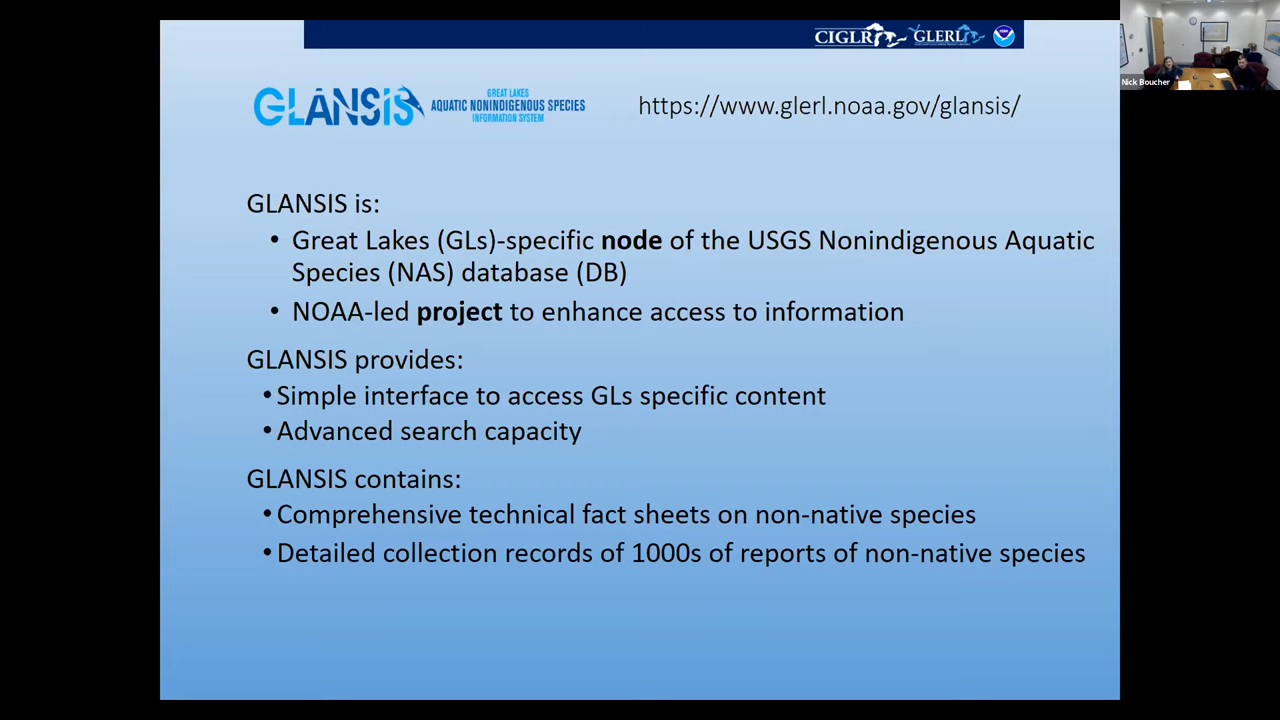 CIGLR GLERL
Nick Boucher
GLANSIS GREAT LAKES
AQUATIC NONINDIGENOUS SPECIES
INFORMATION SYSTEM
https://www.glerl.noaa.gov/glansis/
GLANSIS is:
• Great Lakes (GLs)-specific node of the USGS Nonindigenous Aquatic
Species (NAS) database (DB)
• NOAA-led project to enhance access to information
GLANSIS provides:
• Simple interface to access GLs specific content
• Advanced search capacity
GLANSIS contains:
• Comprehensive technical fact sheets on non-native species
• Detailed collection records of 1000s of reports of non-native species